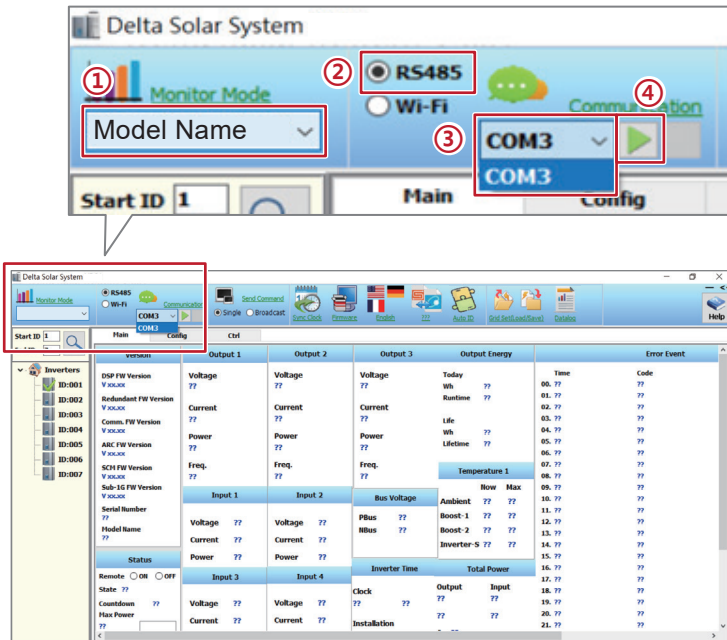 Delta Solar System
①
Monitor Mode
Model Name
②
RS485
Wi-Fi
③
COM3
COM3
④
Communication
Start ID 1
Main
Config
Delta Solar System
Monitor Mode
RS485
Wi-Fi
Communication
COM3
COM3
Send Command
Single Broadcast
Sync Clock
Firmware
English
???
Auto ID
Grid Set(Load|Save)
Datalog
Help
Start ID 1
Main Config Ctrl
Inverters
ID:001
ID:002
ID:003
ID:004
ID:005
ID:006
ID:007
Version
DSP FW Version
V xx.xx
Redundant FW Version
V xx.xx
Comm. FW Version
V xx.xx
ARC FW Version
V xx.xx
SCM FW Version
V xx.xx
Sub-1G FW Version
V xx.xx
Serial Number
??
Model Name
??
Status
Remote ON OFF
State ??
Countdown ??
Max Power
??
Output 1
Voltage
??
Current
??
Power
??
Freq.
??
Output 2
Voltage
??
Current
??
Power
??
Freq.
??
Output 3
Voltage
??
Current
??
Power
??
Freq.
??
Input 1
Voltage ??
Current ??
Power ??
Input 2
Voltage ??
Current ??
Power ??
Input 3
Voltage ??
Current ??
Input 4
Voltage ??
Current ??
Bus Voltage
PBus ??
NBus ??
Inverter Time
Clock
?? ??
Installation
Output Energy
Today
Wh ??
Runtime ??
Life
Wh ??
Lifetime ??
Temperature 1
Now Max
Ambient ?? ??
Boost-1 ?? ??
Boost-2 ?? ??
Inverter-S ?? ??
Total Power
Output Input
?? ??
?? ??
Error Event
Time Code
00. ?? ??
01. ?? ??
02. ?? ??
03. ?? ??
04. ?? ??
05. ?? ??
06. ?? ??
07. ?? ??
08. ?? ??
09. ?? ??
10. ?? ??
11. ?? ??
12. ?? ??
13. ?? ??
14. ?? ??
15. ?? ??
16. ?? ??
17. ?? ??
18. ?? ??
19. ?? ??
20. ?? ??
21. ?? ??